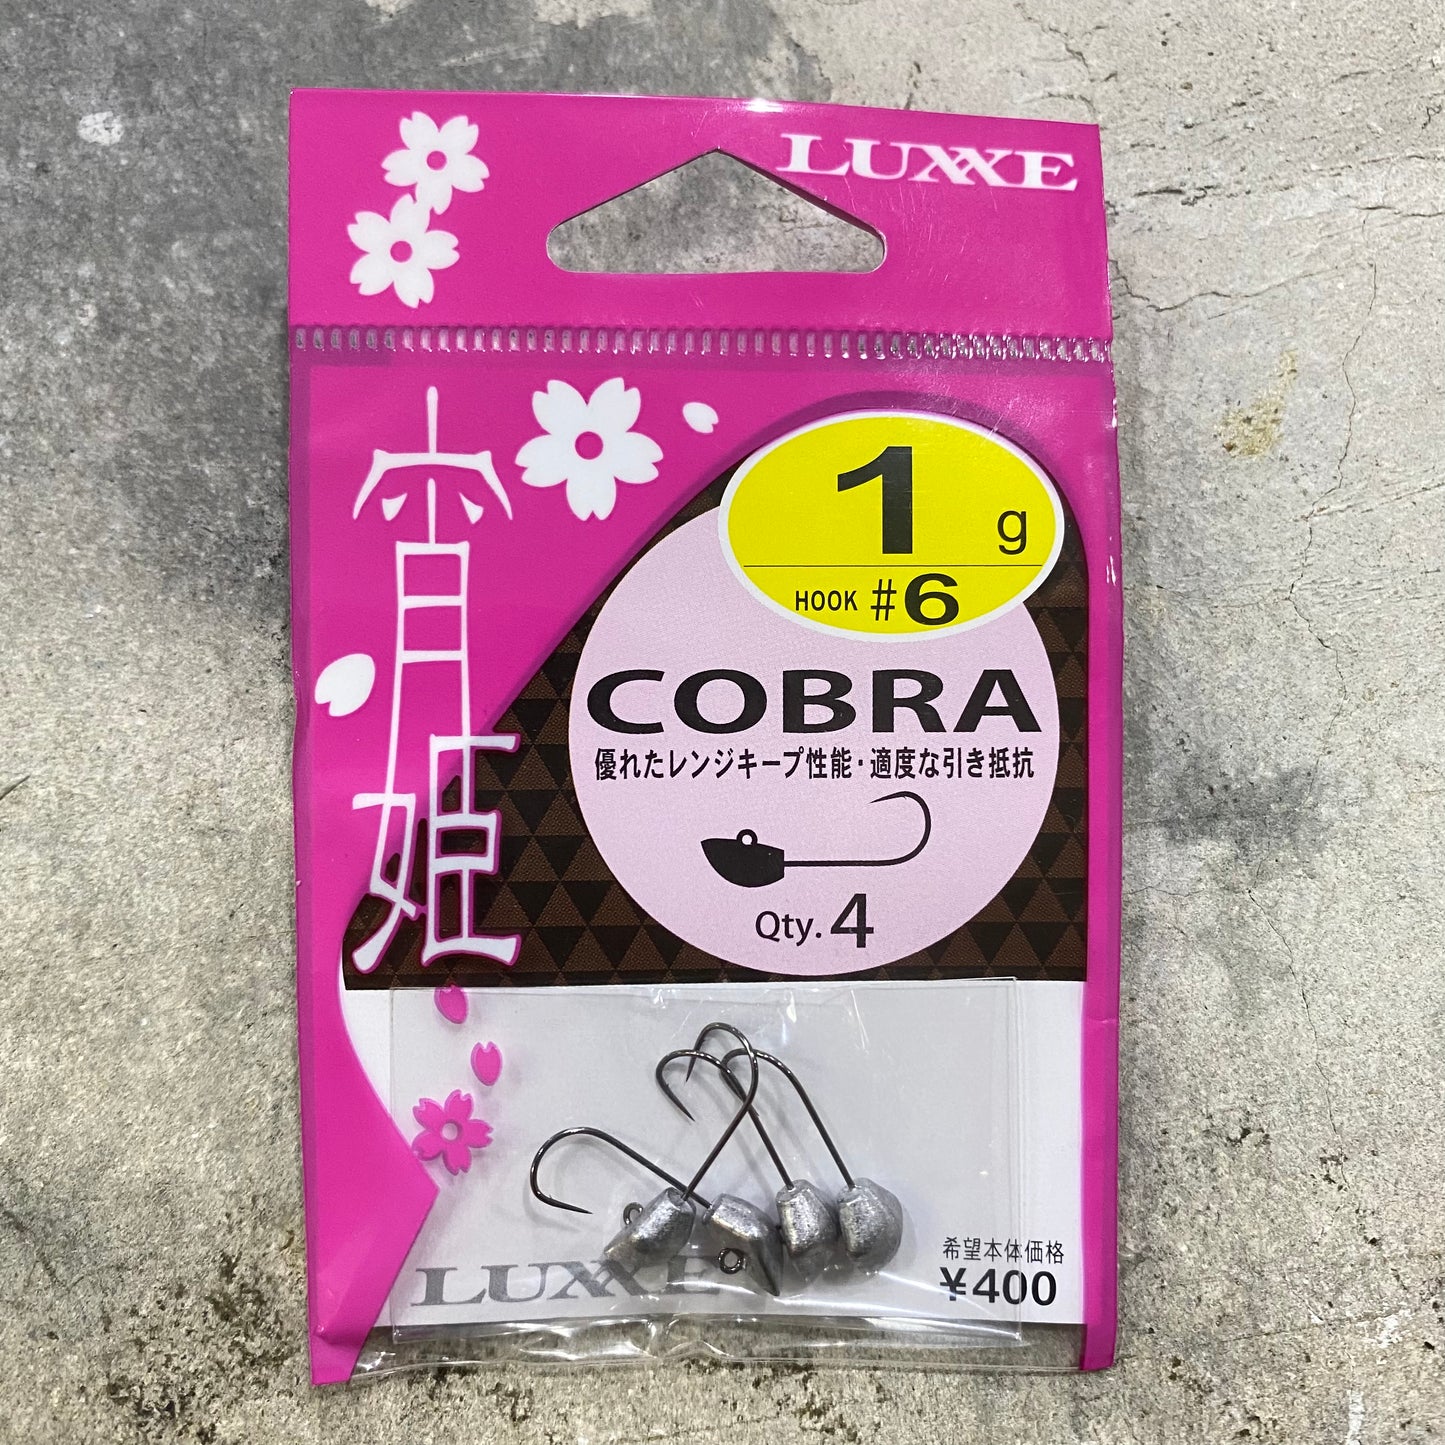 LUXXE
宵姫
1 g
HOOK #6
COBRA
優れたレンジキープ性能・適度な引き抵抗
Qty. 4
LUXXE
希望本体価格
¥400